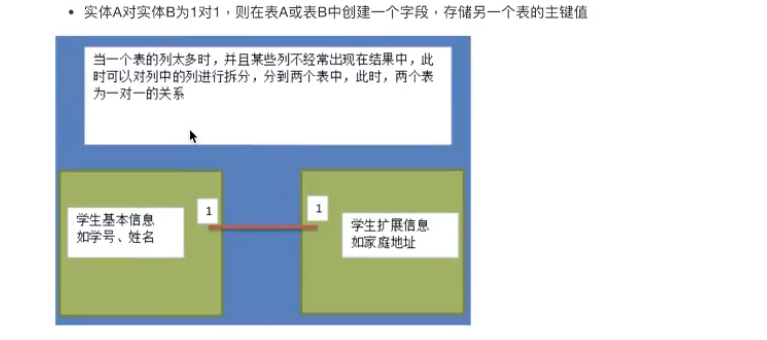 实体A对实体B为1对1，则在表A或表B中创建一个字段，存储另一个表的主键值
当一个表的列太多时，并且某些列不经常出现在结果中，此
时可以对列中的列进行拆分，分到两个表中，此时，两个表
为一对一的关系
学生基本信息
如学号、姓名
1
1
学生扩展信息
如家庭地址